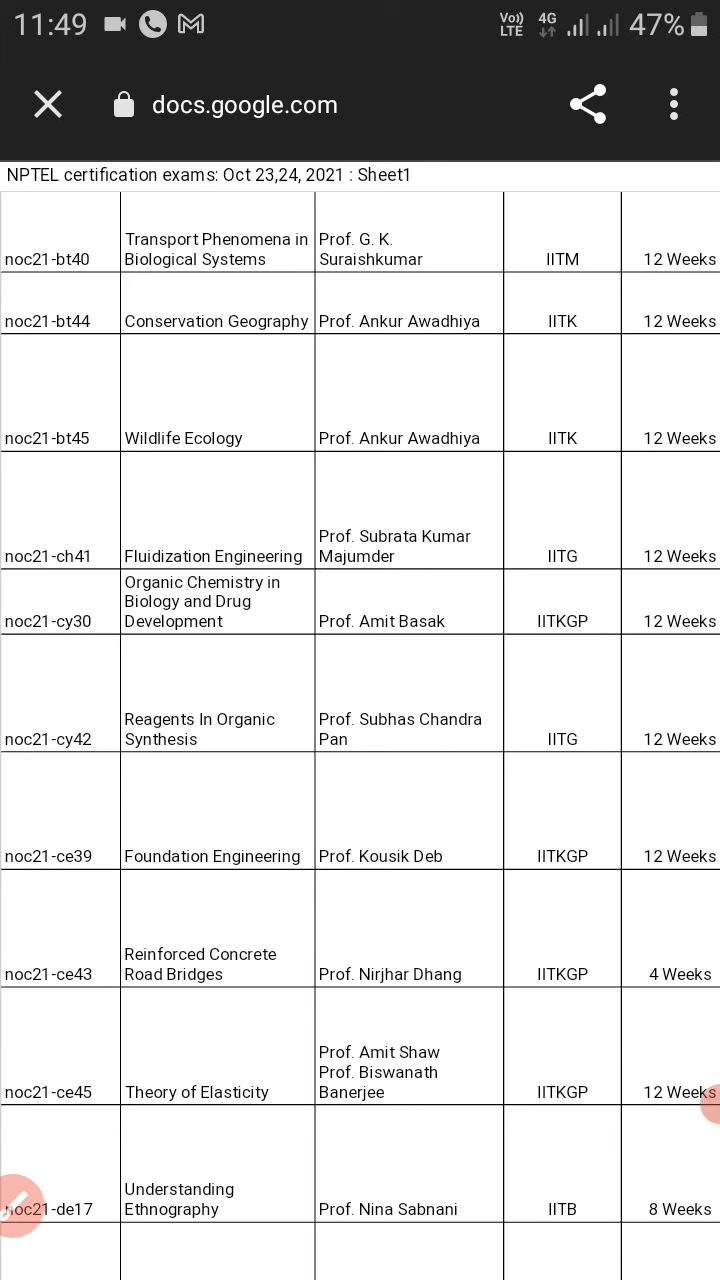 11:49 Vo)) LTE 4G 47%
docs.google.com
NPTEL certification exams: Oct 23,24, 2021 : Sheet1
noc21-bt40 Transport Phenomena in Biological Systems Prof. G. K. Suraishkumar IITM 12 Weeks
noc21-bt44 Conservation Geography Prof. Ankur Awadhiya IITK 12 Weeks
noc21-bt45 Wildlife Ecology Prof. Ankur Awadhiya IITK 12 Weeks
noc21-ch41 Fluidization Engineering Prof. Subrata Kumar Majumder IITG 12 Weeks
noc21-cy30 Organic Chemistry in Biology and Drug Development Prof. Amit Basak IITKGP 12 Weeks
noc21-cy42 Reagents In Organic Synthesis Prof. Subhas Chandra Pan IITG 12 Weeks
noc21-ce39 Foundation Engineering Prof. Kousik Deb IITKGP 12 Weeks
noc21-ce43 Reinforced Concrete Road Bridges Prof. Nirjhar Dhang IITKGP 4 Weeks
noc21-ce45 Theory of Elasticity Prof. Amit Shaw Prof. Biswanath Banerjee IITKGP 12 Weeks
noc21-de17 Understanding Ethnography Prof. Nina Sabnani IITB 8 Weeks